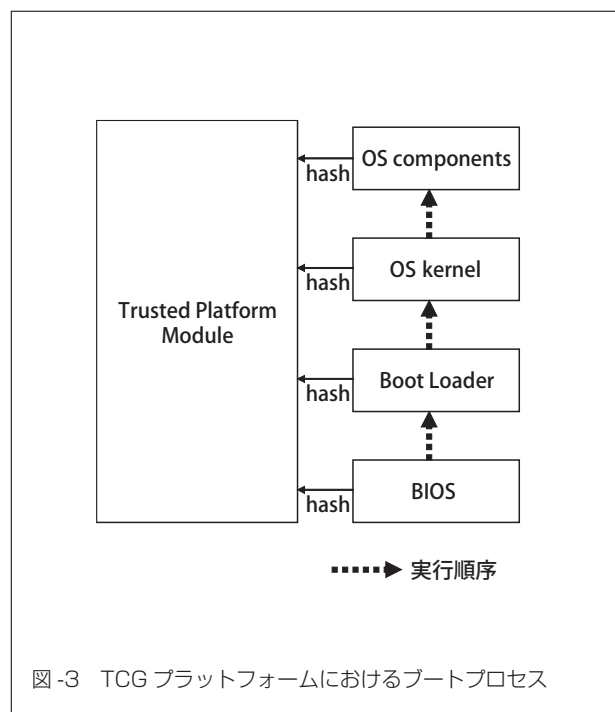 OS components
hash
OS kernel
hash
Trusted Platform
Module
Boot Loader
hash
BIOS
hash
実行順序
図-3 TCG プラットフォームにおけるブートプロセス